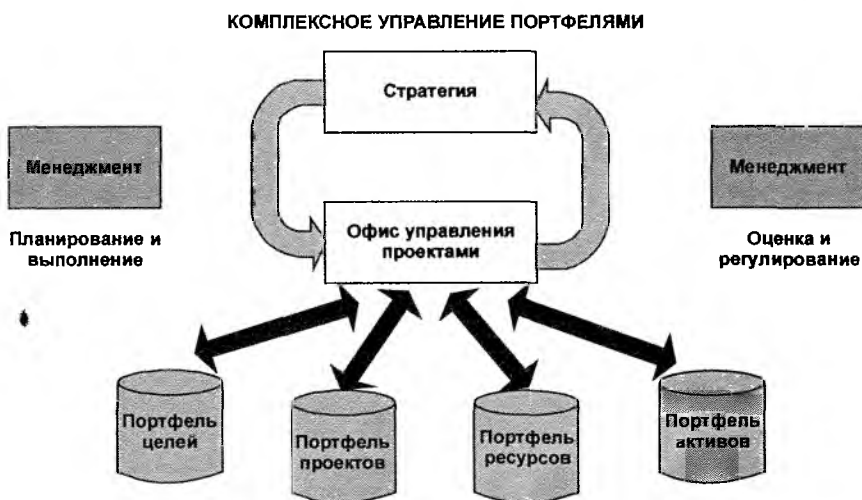 КОМПЛЕКСНОЕ УПРАВЛЕНИЕ ПОРТФЕЛЯМИ
Стратегия
Менеджмент
Менеджмент
Планирование и
выполнение
Офис управления
проектами
Оценка и
регулирование
Портфель
целей
Портфель
проектов
Портфель
ресурсов
Портфель
активов